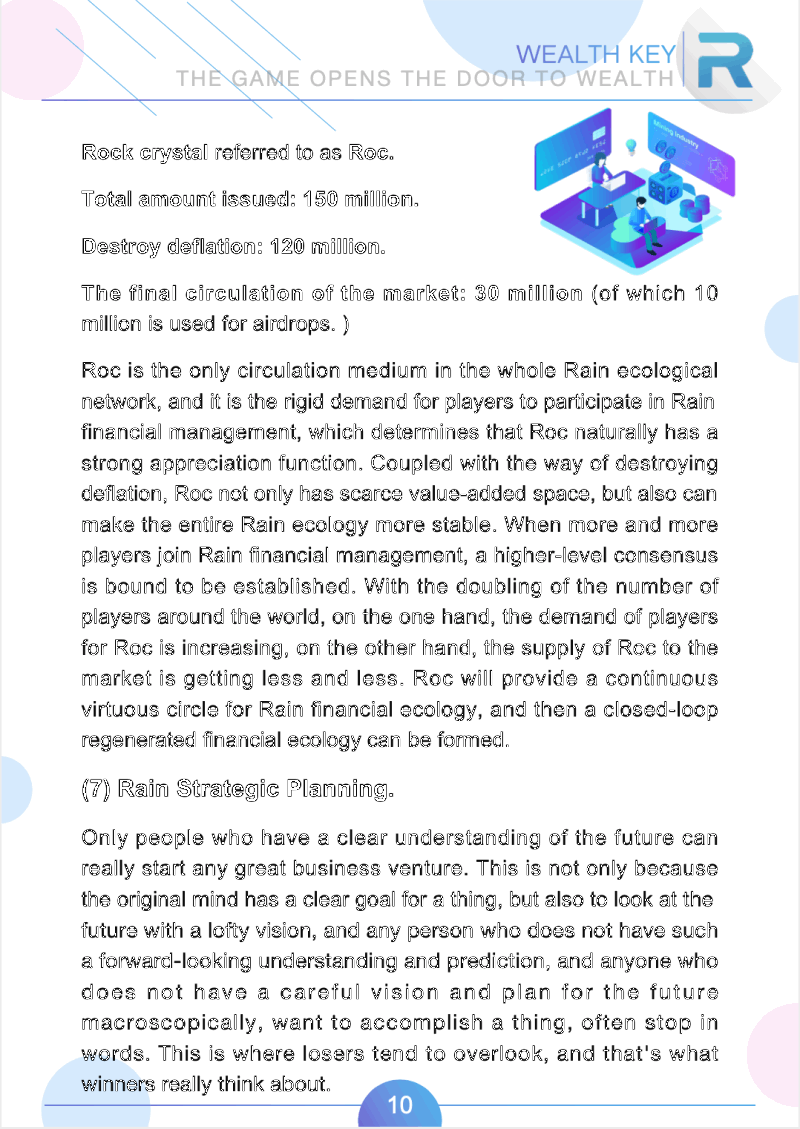 WEALTH KEY
THE GAME OPENS THE DOOR TO WEALTH
R
Mining Industry
Rock crystal referred to as Roc.
Total amount issued: 150 million.
Destroy deflation: 120 million.
The final circulation of the market: 30 million (of which 10
million is used for airdrops. )
Roc is the only circulation medium in the whole Rain ecological
network, and it is the rigid demand for players to participate in Rain
financial management, which determines that Roc naturally has a
strong appreciation function. Coupled with the way of destroying
deflation, Roc not only has scarce value-added space, but also can
make the entire Rain ecology more stable. When more and more
players join Rain financial management, a higher-level consensus
is bound to be established. With the doubling of the number of
players around the world, on the one hand, the demand of players
for Roc is increasing, on the other hand, the supply of Roc to the
market is getting less and less. Roc will provide a continuous
virtuous circle for Rain financial ecology, and then a closed-loop
regenerated financial ecology can be formed.
(7) Rain Strategic Planning.
Only people who have a clear understanding of the future can
really start any great business venture. This is not only because
the original mind has a clear goal for a thing, but also to look at the
future with a lofty vision, and any person who does not have such
a forward-looking understanding and prediction, and anyone who
does not have a careful vision and plan for the future
macroscopically, want to accomplish a thing, often stop in
words. This is where losers tend to overlook, and that's what
winners really think about.
10